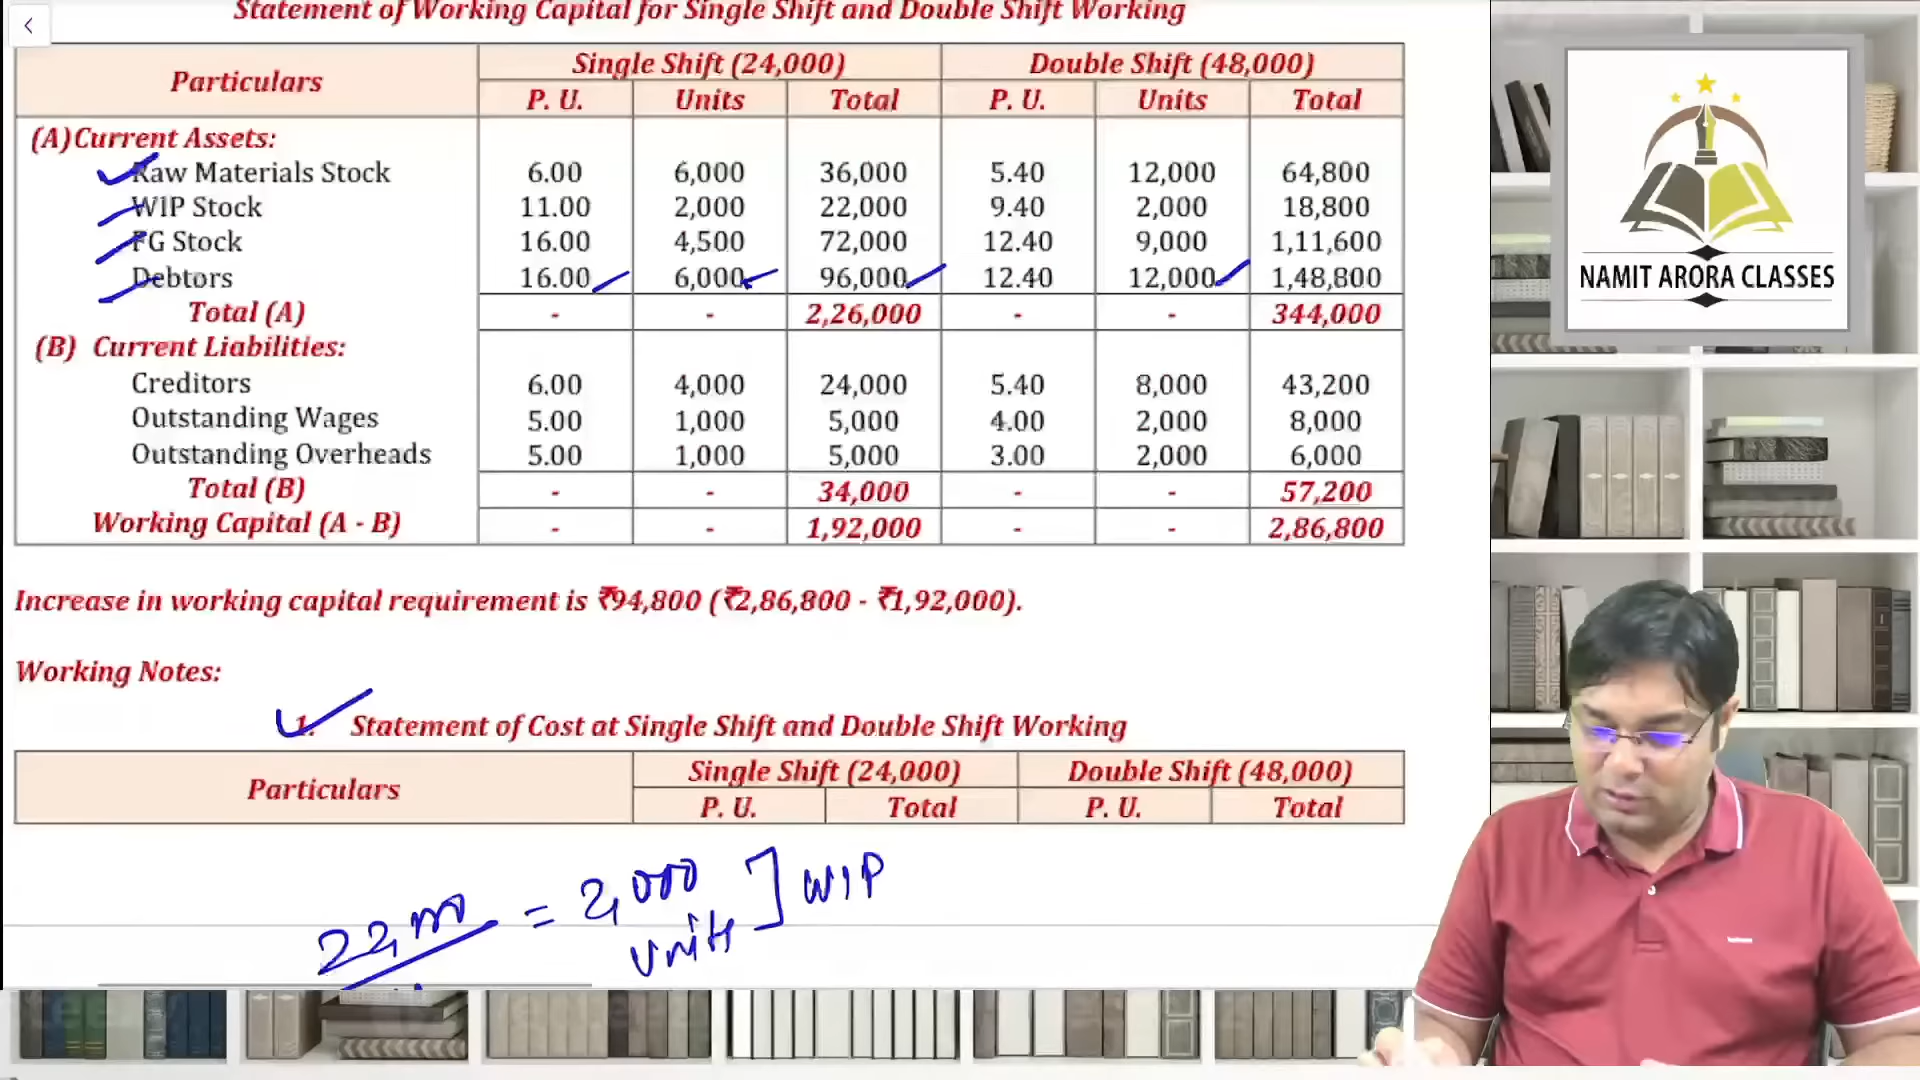 Statement of Working Capital for Single Shift and Double Shift Working
Particulars Single Shift (24,000) Double Shift (48,000)
P. U. Units Total P. U. Units Total
(A) Current Assets:
Raw Materials Stock 6.00 6,000 36,000 5.40 12,000 64,800
WIP Stock 11.00 2,000 22,000 9.40 2,000 18,800
FG Stock 16.00 4,500 72,000 12.40 9,000 1,11,600
Debtors 16.00 6,000 96,000 12.40 12,000 1,48,800
Total (A) - - 2,26,000 - - 344,000
(B) Current Liabilities:
Creditors 6.00 4,000 24,000 5.40 8,000 43,200
Outstanding Wages 5.00 1,000 5,000 4.00 2,000 8,000
Outstanding Overheads 5.00 1,000 5,000 3.00 2,000 6,000
Total (B) - - 34,000 - - 57,200
Working Capital (A - B) - - 1,92,000 - - 2,86,800
Increase in working capital requirement is ₹94,800 (₹2,86,800 - ₹1,92,000).
Working Notes:
1. Statement of Cost at Single Shift and Double Shift Working
Particulars Single Shift (24,000) Double Shift (48,000)
P. U. Total P. U. Total
22,000 = 2,000 units ] WIP
NAMIT ARORA CLASSES